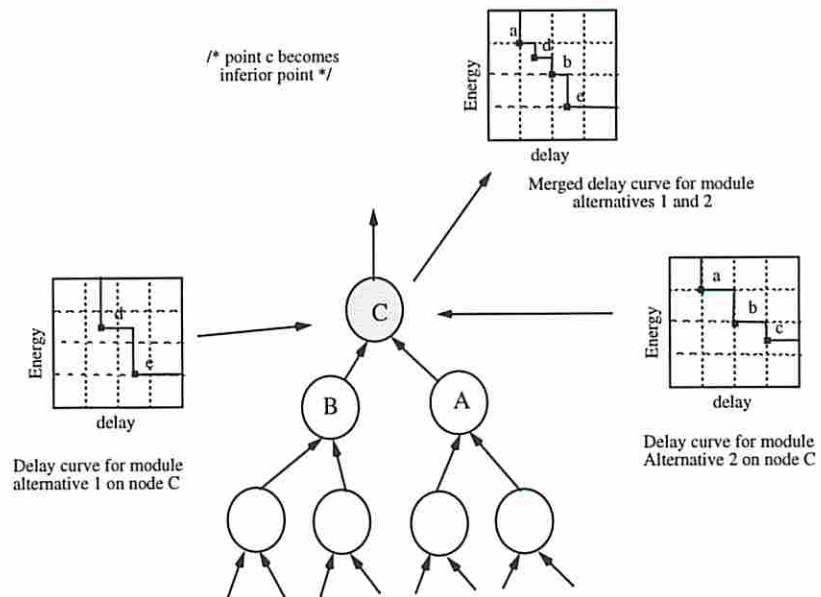 /* point c becomes
inferior point */
a
d
b
e
Energy
delay
Merged delay curve for module
alternatives 1 and 2
d
e
Energy
delay
Delay curve for module
alternative 1 on node C
C
B
A
a
b
c
Energy
delay
Delay curve for module
Alternative 2 on node C